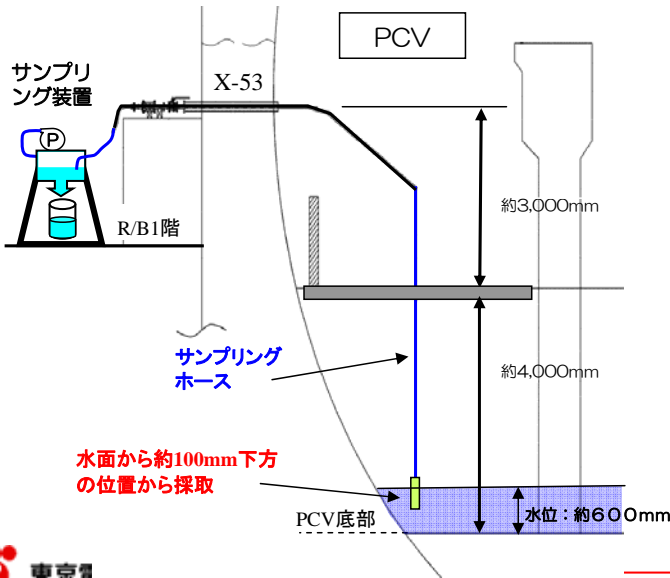 PCV
サンプリ
ング装置
X-53
P
約3,000mm
R/B1階
サンプリング
ホース
約4,000mm
水面から約100mm下方
の位置から採取
PCV底部
水位：約600mm
東京電